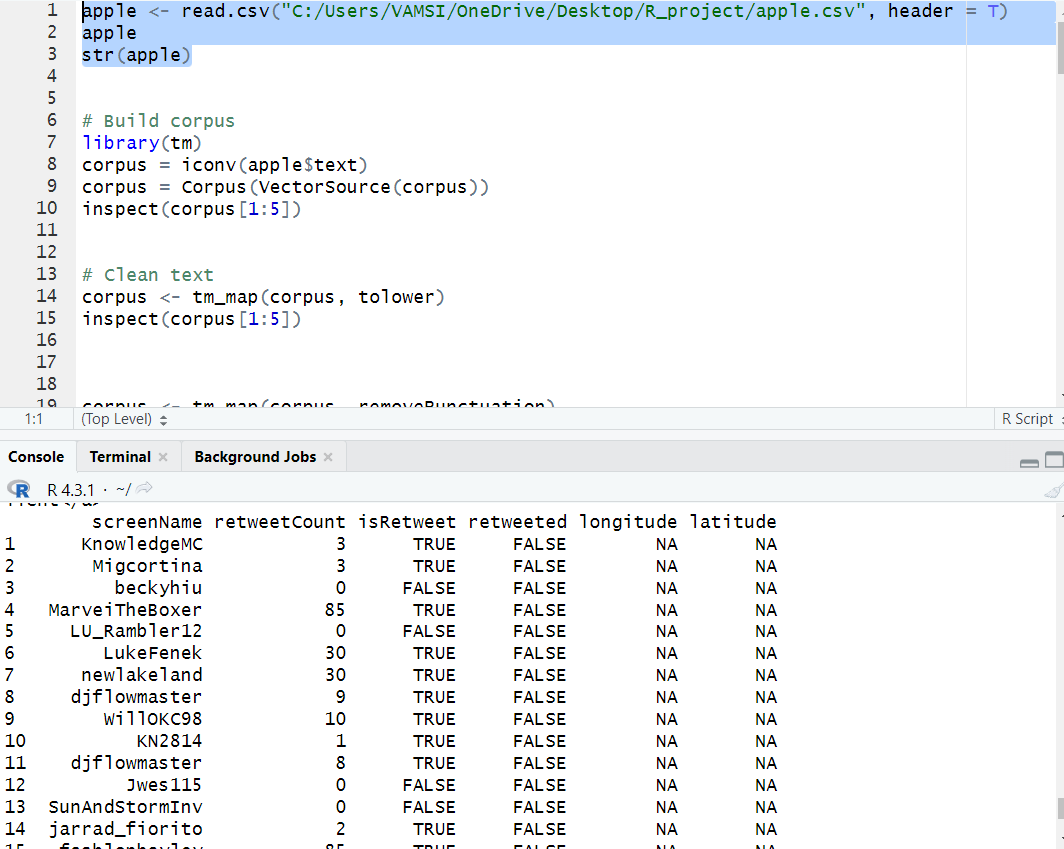 1 apple <- read.csv("C:/Users/VAMSI/OneDrive/Desktop/R_project/apple.csv", header = T)
2 apple
3 str(apple)
4
5
6 # Build corpus
7 library(tm)
8 corpus = iconv(apple$text)
9 corpus = Corpus(VectorSource(corpus))
10 inspect(corpus[1:5])
11
12
13 # Clean text
14 corpus <- tm_map(corpus, tolower)
15 inspect(corpus[1:5])
16
17
18
19 corpus <- tm_map(corpus, removePunctuation)
1:1 (Top Level) R Script
Console Terminal Background Jobs
R 4.3.1 · ~/
screenName retweetCount isRetweet retweeted longitude latitude
1 KnowledgeMC 3 TRUE FALSE NA NA
2 Migcortina 3 TRUE FALSE NA NA
3 beckyhiu 0 FALSE FALSE NA NA
4 MarveiTheBoxer 85 TRUE FALSE NA NA
5 LU_Rambler12 0 FALSE FALSE NA NA
6 LukeFenek 30 TRUE FALSE NA NA
7 newlakeland 30 TRUE FALSE NA NA
8 djflowmaster 9 TRUE FALSE NA NA
9 WillOKC98 10 TRUE FALSE NA NA
10 KN2814 1 TRUE FALSE NA NA
11 djflowmaster 8 TRUE FALSE NA NA
12 Jwes115 0 FALSE FALSE NA NA
13 SunAndStormInv 0 FALSE FALSE NA NA
14 jarrad_fiorito 2 TRUE FALSE NA NA
15 85 TRUE FALSE NA NA